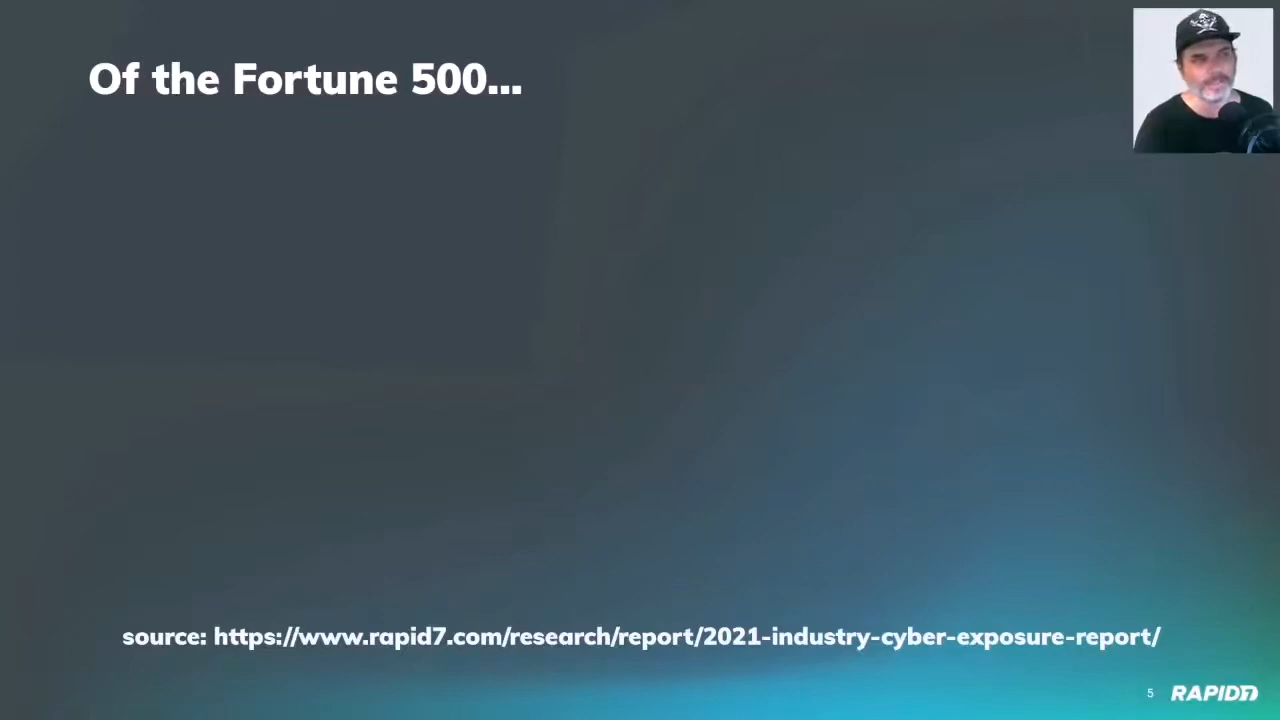 Of the Fortune 500...
source: https://www.rapid7.com/research/report/2021-industry-cyber-exposure-report/
5 RAPID7